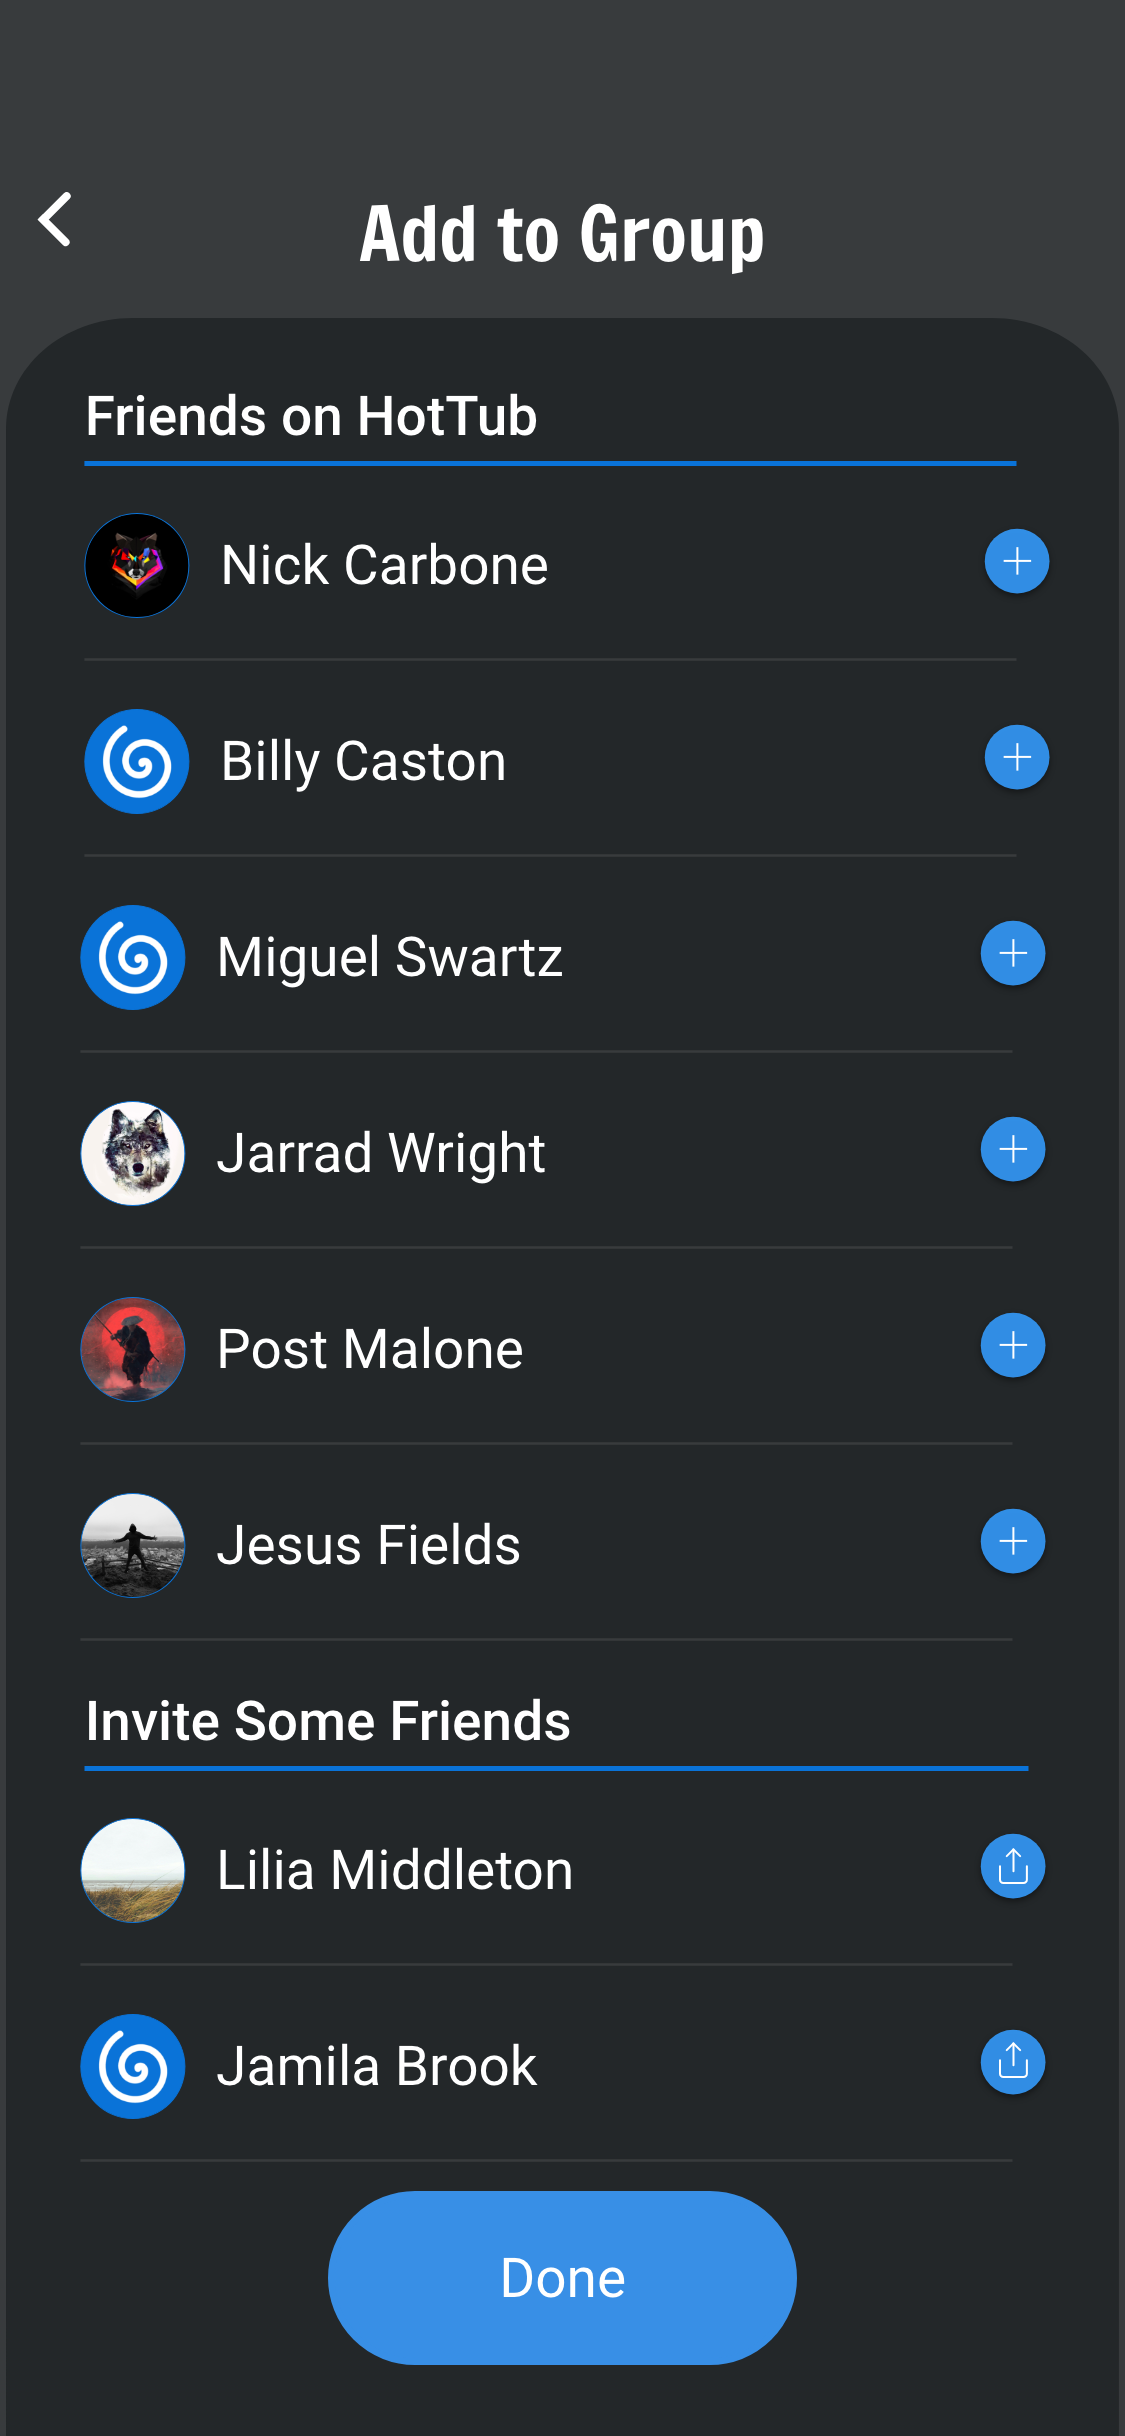 Add to Group
Friends on HotTub
Nick Carbone
Billy Caston
Miguel Swartz
Jarrad Wright
Post Malone
Jesus Fields
Invite Some Friends
Lilia Middleton
Jamila Brook
Done